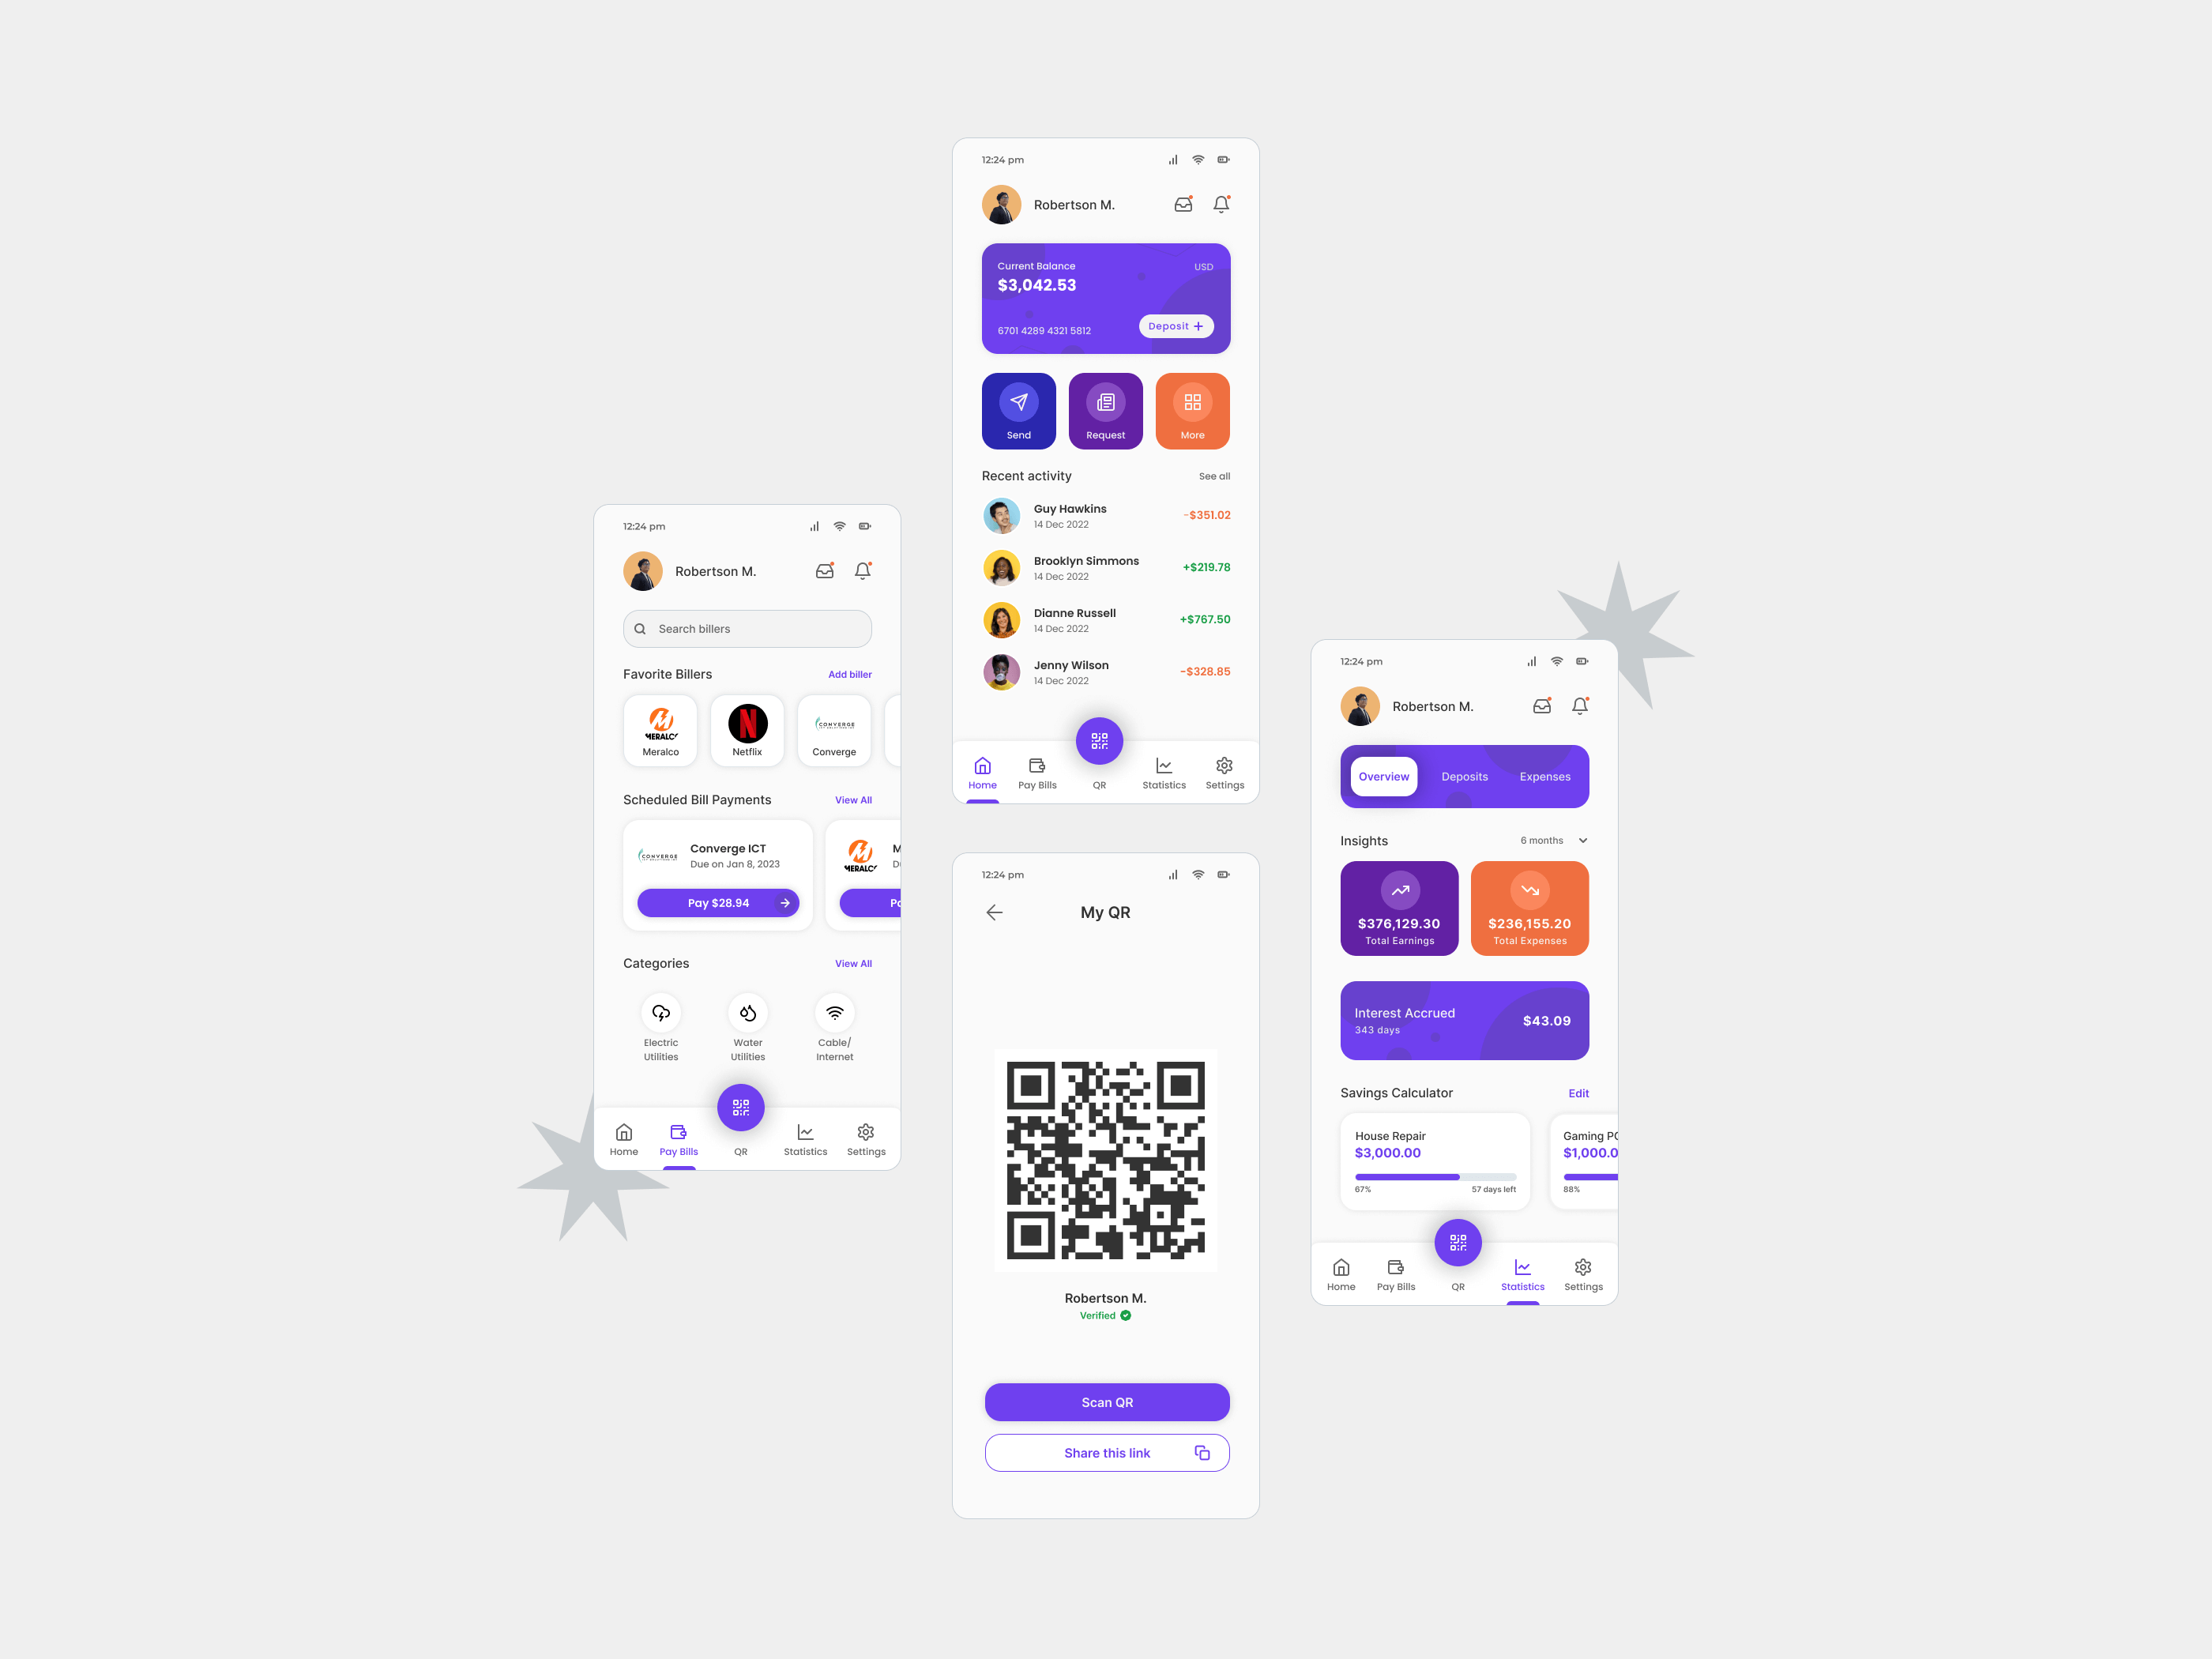 12:24 pm
Robertson M.
Search billers
Favorite Billers
Add biller
MERALCO
CONVERGE
Meralco
Netflix
Converge
Scheduled Bill Payments
View All
CONVERGE
Converge ICT
Due on Jan 8, 2023
Pay $28.94
MERALCO
M
D
P
Categories
View All
Electric
Utilities
Water
Utilities
Cable/
Internet
Home
Pay Bills
QR
Statistics
Settings
12:24 pm
Robertson M.
Current Balance
USD
$3,042.53
6701 4289 4321 5812
Deposit +
Send
Request
More
Recent activity
See all
Guy Hawkins
14 Dec 2022
-$351.02
Brooklyn Simmons
14 Dec 2022
+$219.78
Dianne Russell
14 Dec 2022
+$767.50
Jenny Wilson
14 Dec 2022
-$328.85
Home
Pay Bills
QR
Statistics
Settings
12:24 pm
My QR
Robertson M.
Verified
Scan QR
Share this link
12:24 pm
Robertson M.
Overview
Deposits
Expenses
Insights
6 months
$376,129.30
Total Earnings
$236,155.20
Total Expenses
Interest Accrued
343 days
$43.09
Savings Calculator
Edit
House Repair
$3,000.00
67%
57 days left
Gaming PC
$1,000.0
88%
Home
Pay Bills
QR
Statistics
Settings